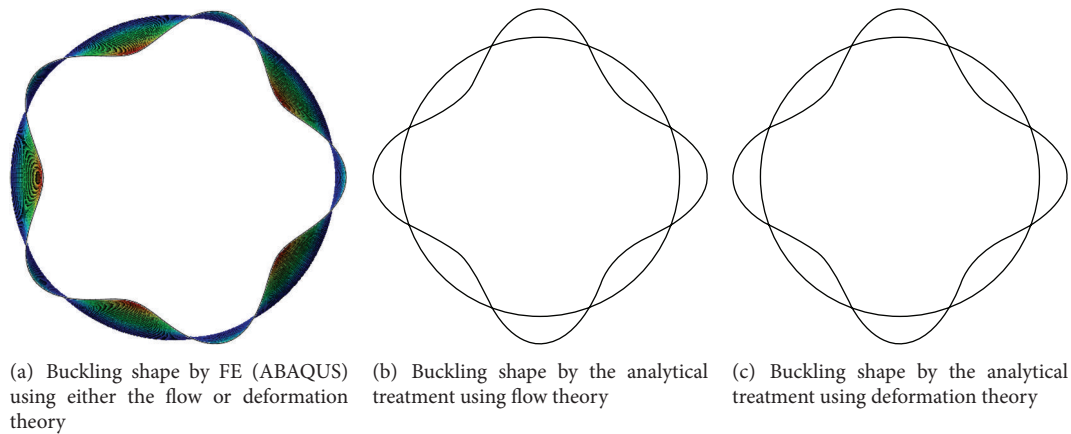 (a) Buckling shape by FE (ABAQUS)
using either the flow or deformation
theory
(b) Buckling shape by the analytical
treatment using flow theory
(c) Buckling shape by the analytical
treatment using deformation theory